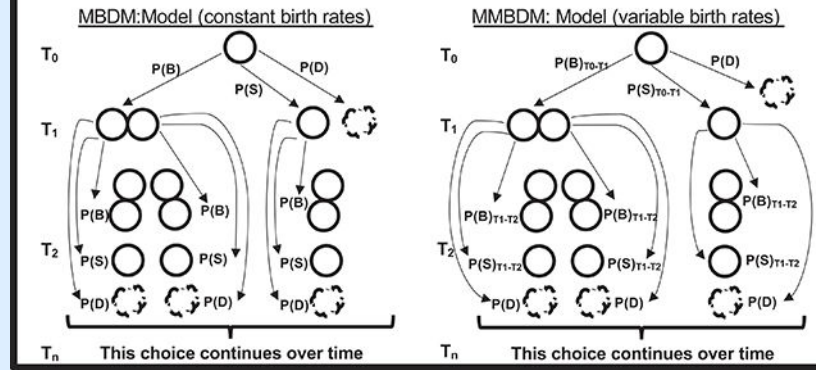 MBDM:Model (constant birth rates)
T0
P(B)
P(S)
P(D)
T1
P(B)
P(B)
P(B)
T2
P(S)
P(S)
P(S)
P(D)
P(D)
P(D)
Tn
This choice continues over time
MMBDM: Model (variable birth rates)
T0
P(B)T0-T1
P(S)T0-T1
P(D)
T1
P(B)T1-T2
P(B)T1-T2
P(B)T1-T2
T2
P(S)T1-T2
P(S)T1-T2
P(S)T1-T2
P(D)
P(D)
P(D)
Tn
This choice continues over time